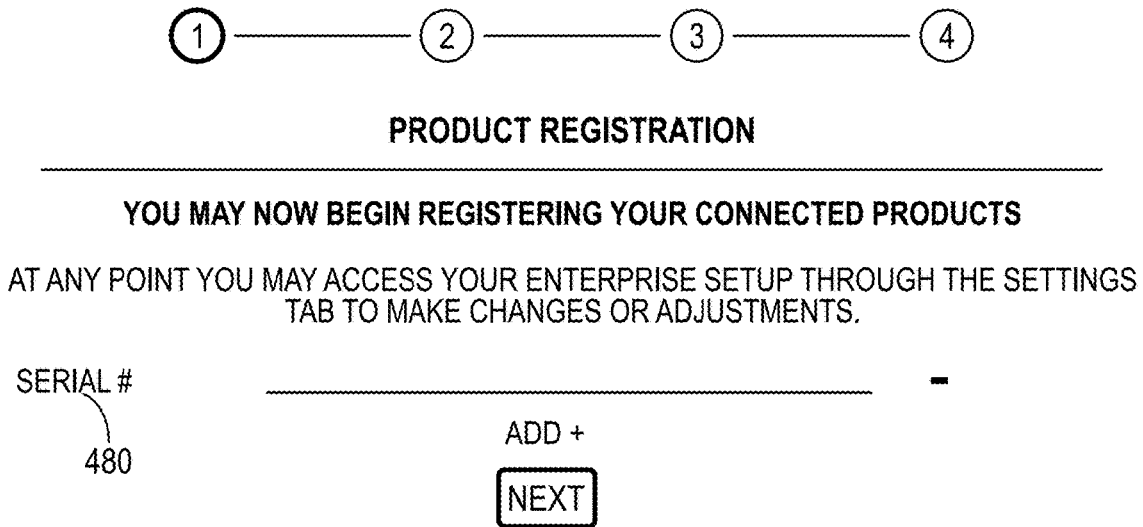 1 2 3 4
PRODUCT REGISTRATION
YOU MAY NOW BEGIN REGISTERING YOUR CONNECTED PRODUCTS
AT ANY POINT YOU MAY ACCESS YOUR ENTERPRISE SETUP THROUGH THE SETTINGS
TAB TO MAKE CHANGES OR ADJUSTMENTS.
SERIAL # -
ADD +
480
NEXT